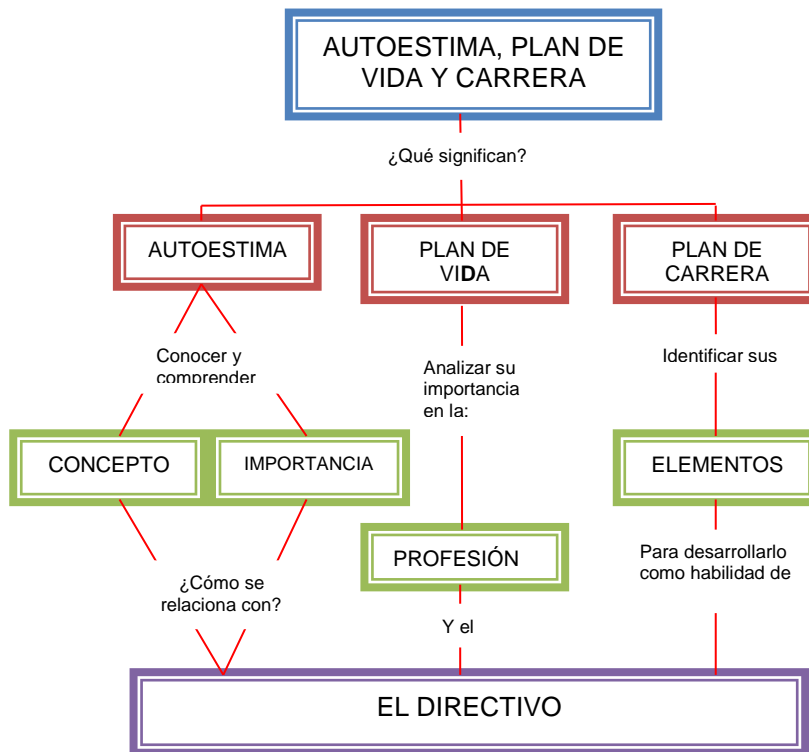 AUTOESTIMA, PLAN DE
VIDA Y CARRERA
¿Qué significan?
AUTOESTIMA
PLAN DE
VIDA
PLAN DE
CARRERA
Conocer y
comprender
Analizar su
importancia
en la:
Identificar sus
CONCEPTO
IMPORTANCIA
ELEMENTOS
PROFESIÓN
Para desarrollarlo
como habilidad de
¿Cómo se
relaciona con?
Y el
EL DIRECTIVO